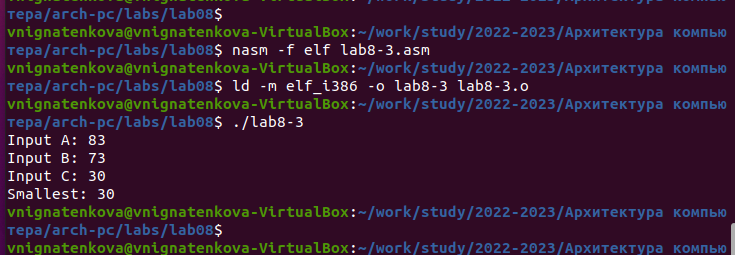 тера/arch-pc/labs/lab08$
vnignatenkova@vnignatenkova-VirtualBox:~/work/study/2022-2023/Архитектура компью
тера/arch-pc/labs/lab08$ nasm -f elf lab8-3.asm
vnignatenkova@vnignatenkova-VirtualBox:~/work/study/2022-2023/Архитектура компью
тера/arch-pc/labs/lab08$ ld -m elf_i386 -o lab8-3 lab8-3.o
vnignatenkova@vnignatenkova-VirtualBox:~/work/study/2022-2023/Архитектура компью
тера/arch-pc/labs/lab08$ ./lab8-3
Input A: 83
Input B: 73
Input C: 30
Smallest: 30
vnignatenkova@vnignatenkova-VirtualBox:~/work/study/2022-2023/Архитектура компью
тера/arch-pc/labs/lab08$
vnignatenkova@vnignatenkova-VirtualBox:~/work/study/2022-2023/Архитектура компью